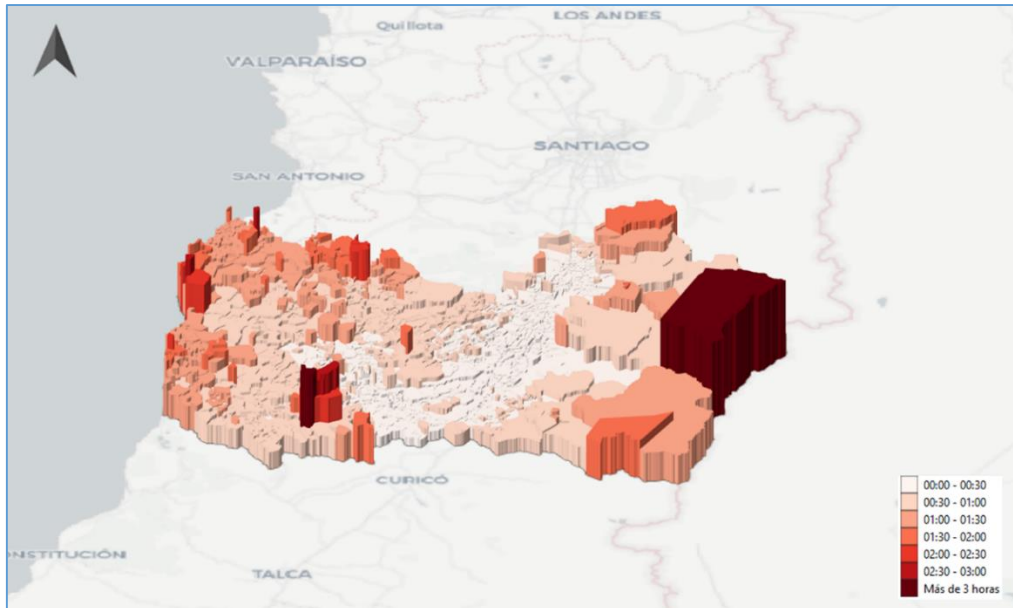 LOS ANDES
Quillota
VALPARAÍSO
SANTIAGO
SAN ANTONIO
CURICÓ
NSTITUCIÓN
TALCA
00:00 - 00:30
00:30 - 01:00
01:00 - 01:30
01:30 - 02:00
02:00 - 02:30
02:30 - 03:00
Más de 3 horas